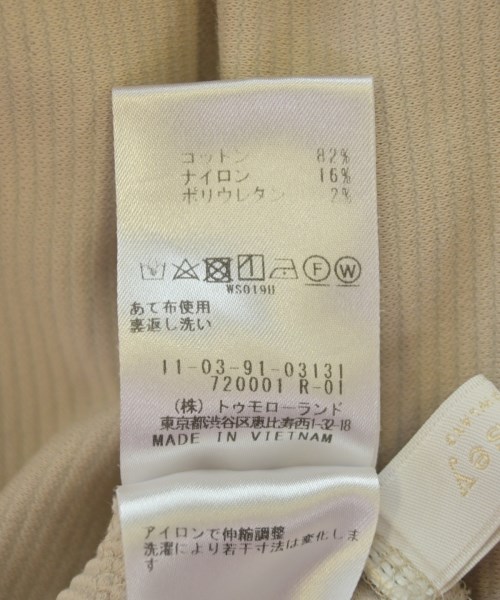 コットン 82%
ナイロン 16%
ポリウレタン 2%
F W
WS019U
あて布使用
裏返し洗い
11-03-91-03131
720001 R-01
(株)トゥモローランド
東京都渋谷区恵比寿西1-32-18
MADE IN VIETNAM
アイロンで伸縮調整
洗濯により若干寸法は変化しま
す